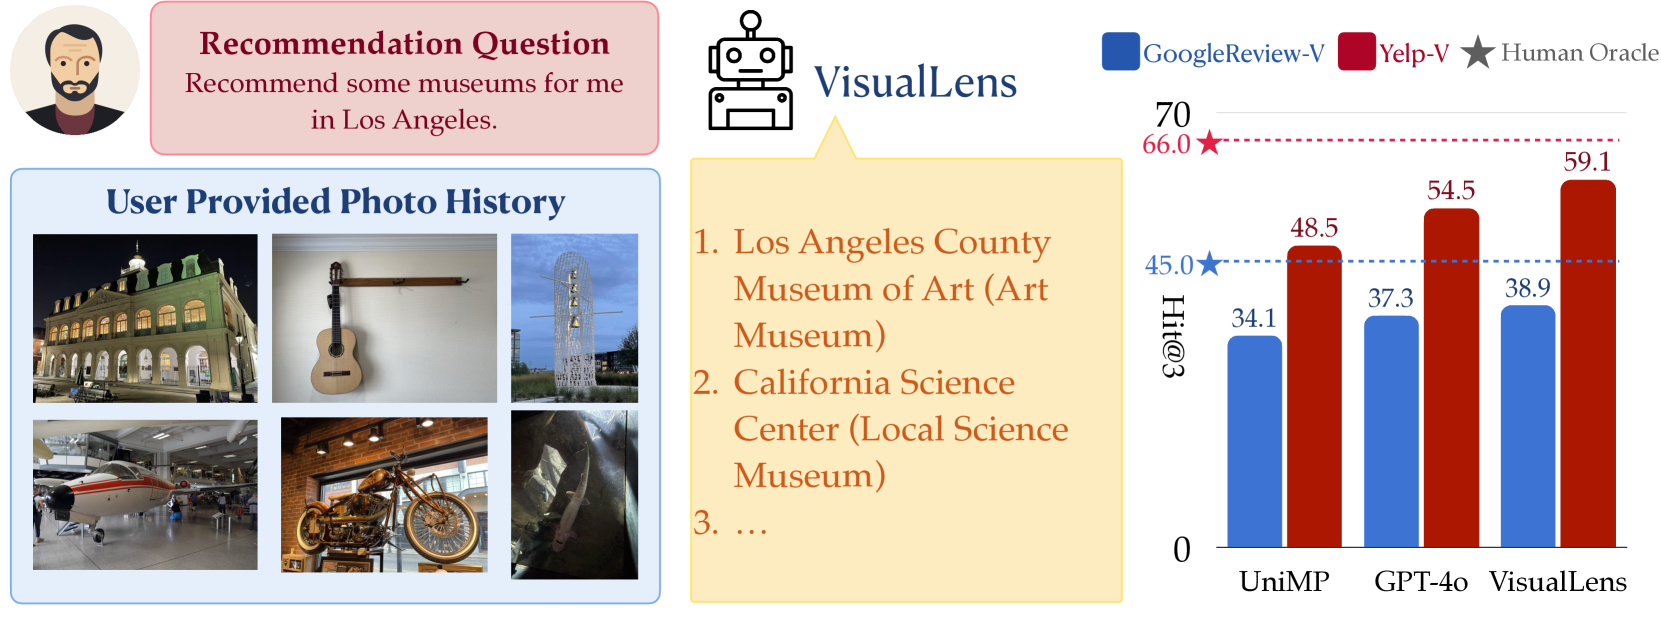 Recommendation Question
Recommend some museums for me
in Los Angeles.
User Provided Photo History
VisualLens
1. Los Angeles County
Museum of Art (Art
Museum)
2. California Science
Center (Local Science
Museum)
3. ...
GoogleReview-V
Yelp-V
Human Oracle
70
66.0
59.1
54.5
48.5
45.0
38.9
37.3
34.1
Hit@3
0
UniMP
GPT-4o
VisualLens